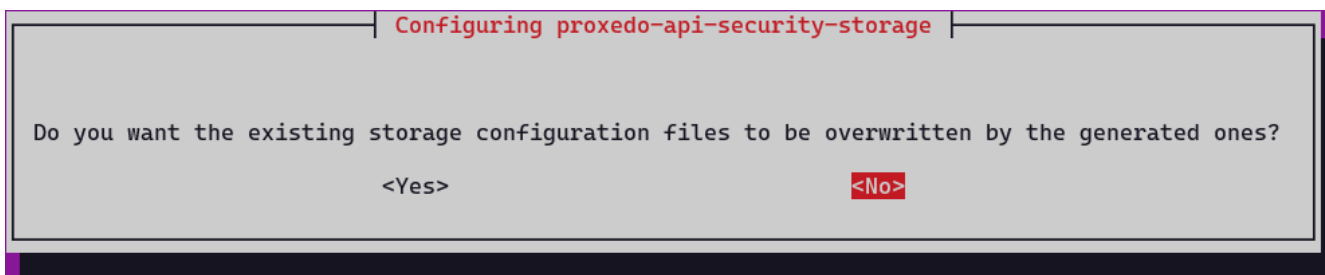 Configuring proxedo-api-security-storage
Do you want the existing storage configuration files to be overwritten by the generated ones?
<Yes> <No>